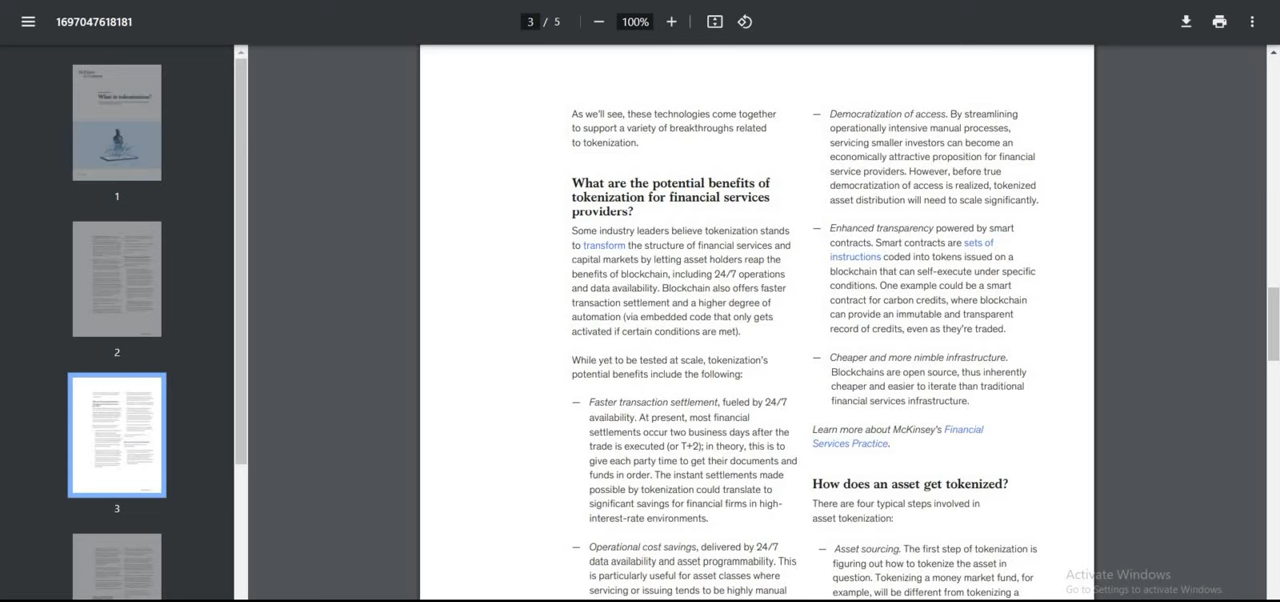 1697047618181
3 / 5
100%
What is tokenization?
1
2
3
As we'll see, these technologies come together
to support a variety of breakthroughs related
to tokenization.
What are the potential benefits of
tokenization for financial services
providers?
Some industry leaders believe tokenization stands
to transform the structure of financial services and
capital markets by letting asset holders reap the
benefits of blockchain, including 24/7 operations
and data availability. Blockchain also offers faster
transaction settlement and a higher degree of
automation (via embedded code that only gets
activated if certain conditions are met).
While yet to be tested at scale, tokenization's
potential benefits include the following:
— Faster transaction settlement, fueled by 24/7
availability. At present, most financial
settlements occur two business days after the
trade is executed (or T+2); in theory, this is to
give each party time to get their documents and
funds in order. The instant settlements made
possible by tokenization could translate to
significant savings for financial firms in high-
interest-rate environments.
— Operational cost savings, delivered by 24/7
data availability and asset programmability. This
is particularly useful for asset classes where
servicing or issuing tends to be highly manual
— Democratization of access. By streamlining
operationally intensive manual processes,
servicing smaller investors can become an
economically attractive proposition for financial
service providers. However, before true
democratization of access is realized, tokenized
asset distribution will need to scale significantly.
— Enhanced transparency powered by smart
contracts. Smart contracts are sets of
instructions coded into tokens issued on a
blockchain that can self-execute under specific
conditions. One example could be a smart
contract for carbon credits, where blockchain
can provide an immutable and transparent
record of credits, even as they're traded.
— Cheaper and more nimble infrastructure.
Blockchains are open source, thus inherently
cheaper and easier to iterate than traditional
financial services infrastructure.
Learn more about McKinsey's Financial
Services Practice.
How does an asset get tokenized?
There are four typical steps involved in
asset tokenization:
— Asset sourcing. The first step of tokenization is
figuring out how to tokenize the asset in
question. Tokenizing a money market fund, for
example, will be different from tokenizing a
Activate Windows
Go to Settings to activate Windows.